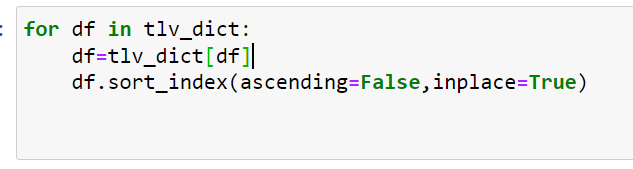 for df in tlv_dict:
    df=tlv_dict[df]
    df.sort_index(ascending=False,inplace=True)